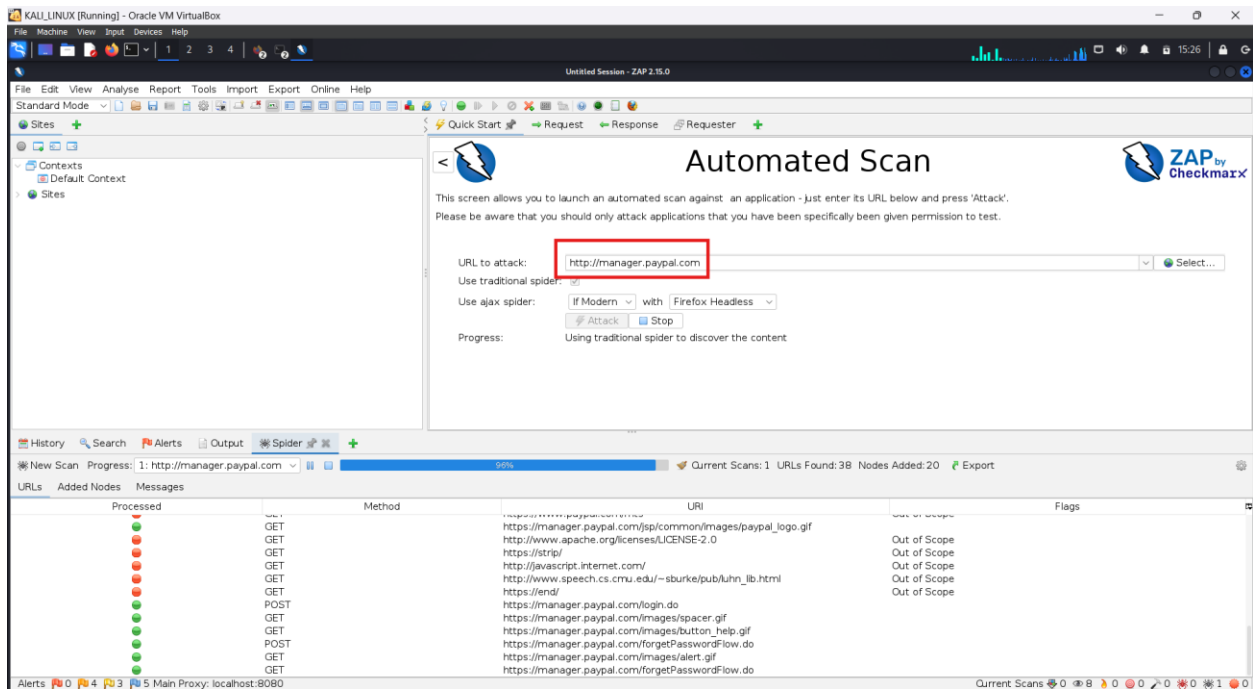 KALI_LINUX [Running] - Oracle VM VirtualBox
File Machine View Input Devices Help
1 2 3 4
15:26
Untitled Session - ZAP 2.15.0
File Edit View Analyse Report Tools Import Export Online Help
Standard Mode
Sites
Quick Start Request Response Requester
Contexts
Default Context
Sites
<
Automated Scan
ZAP by Checkmarx
This screen allows you to launch an automated scan against an application - just enter its URL below and press 'Attack'.
Please be aware that you should only attack applications that you have been specifically been given permission to test.
URL to attack: http://manager.paypal.com Select...
Use traditional spider:
Use ajax spider: If Modern with Firefox Headless
Attack Stop
Progress: Using traditional spider to discover the content
History Search Alerts Output Spider
New Scan Progress: 1: http://manager.paypal.com 96% Current Scans: 1 URLs Found: 38 Nodes Added: 20 Export
URLs Added Nodes Messages
Processed Method URI Flags
GET https://manager.paypal.com/jsp/common/images/paypal_logo.gif
GET http://www.apache.org/licenses/LICENSE-2.0 Out of Scope
GET https://strip/ Out of Scope
GET http://javascript.internet.com/ Out of Scope
GET http://www.speech.cs.cmu.edu/~sburke/pub/luhn_lib.html Out of Scope
GET https://end/ Out of Scope
POST https://manager.paypal.com/login.do
GET https://manager.paypal.com/images/spacer.gif
GET https://manager.paypal.com/images/button_help.gif
POST https://manager.paypal.com/forgetPasswordFlow.do
GET https://manager.paypal.com/images/alert.gif
GET https://manager.paypal.com/forgetPasswordFlow.do
Alerts 0 4 3 5 Main Proxy: localhost:8080 Current Scans 0 8 0 0 0 0 1 0